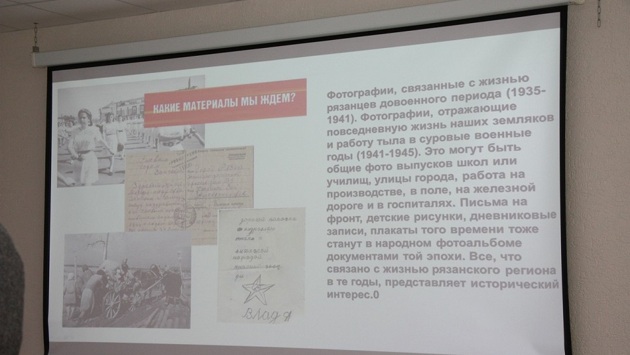 КАКИЕ МАТЕРИАЛЫ МЫ ЖДЕМ?
Фотографии, связанные с жизнью
рязанцев довоенного периода (1935-
1941). Фотографии, отражающие
повседневную жизнь наших земляков
и работу тыла в суровые военные
годы (1941-1945). Это могут быть
общие фото выпусков школ или
училищ, улицы города, работа на
производстве, в поле, на железной
дороге и в госпиталях. Письма на
фронт, детские рисунки, дневниковые
записи, плакаты того времени тоже
станут в народном фотоальбоме
документами той эпохи. Все, что
связано с жизнью рязанского региона
в те годы, представляет исторический
интерес.0